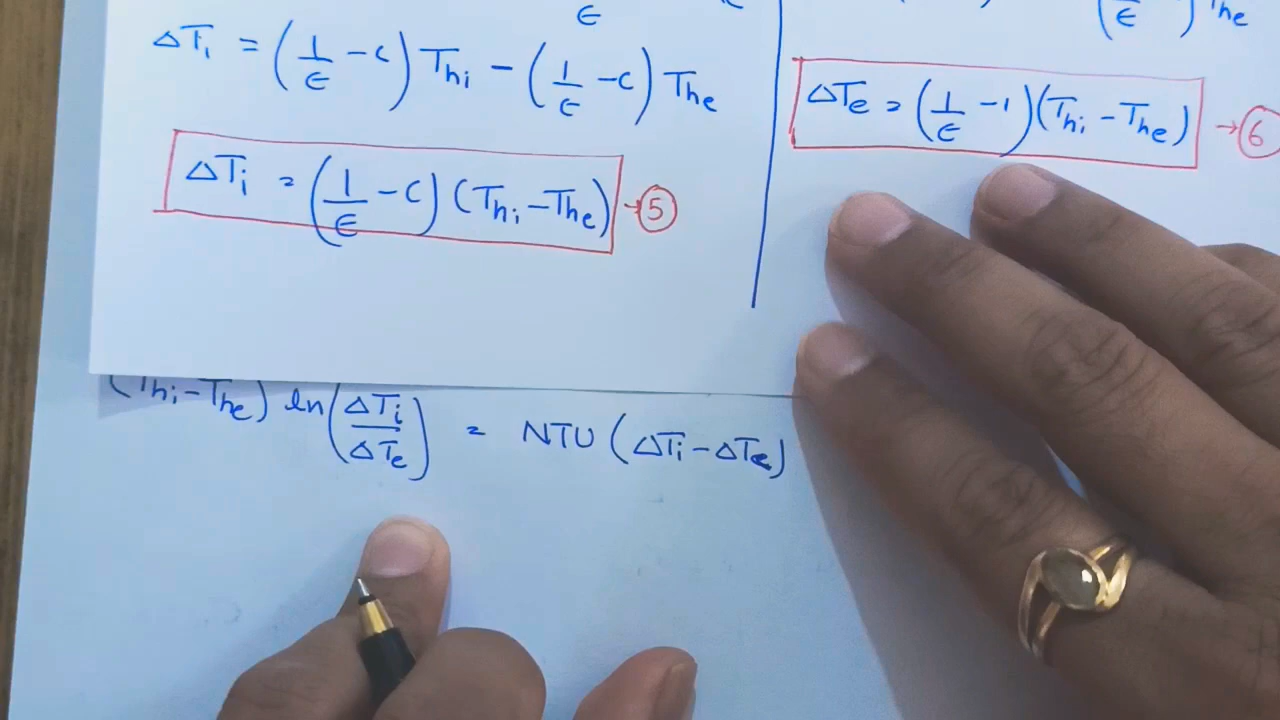 ϵ
ΔTi = (1/ϵ - C) Thi - (1/ϵ - C) The
ΔTi = (1/ϵ - C) (Thi - The) → 5
(ϵ) The
ΔTe = (1/ϵ - 1) (Thi - The) → 6
(Thi - The) ln(ΔTi/ΔTe) = NTU (ΔTi - ΔTe)